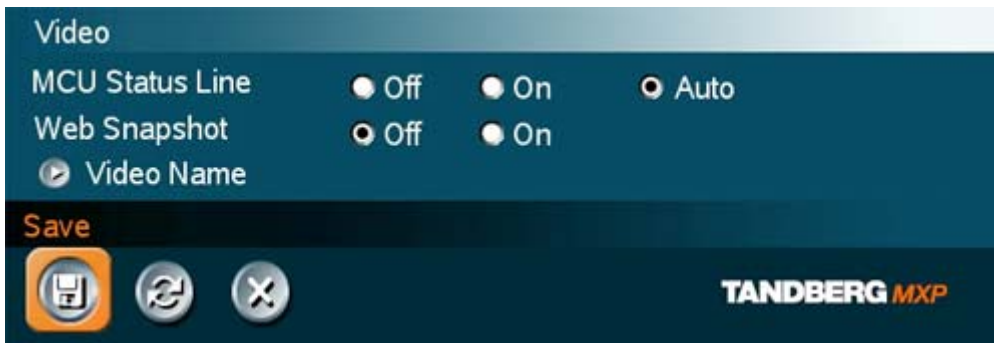 Video
MCU Status Line Off On Auto
Web Snapshot Off On
Video Name
Save
TANDBERG MXP